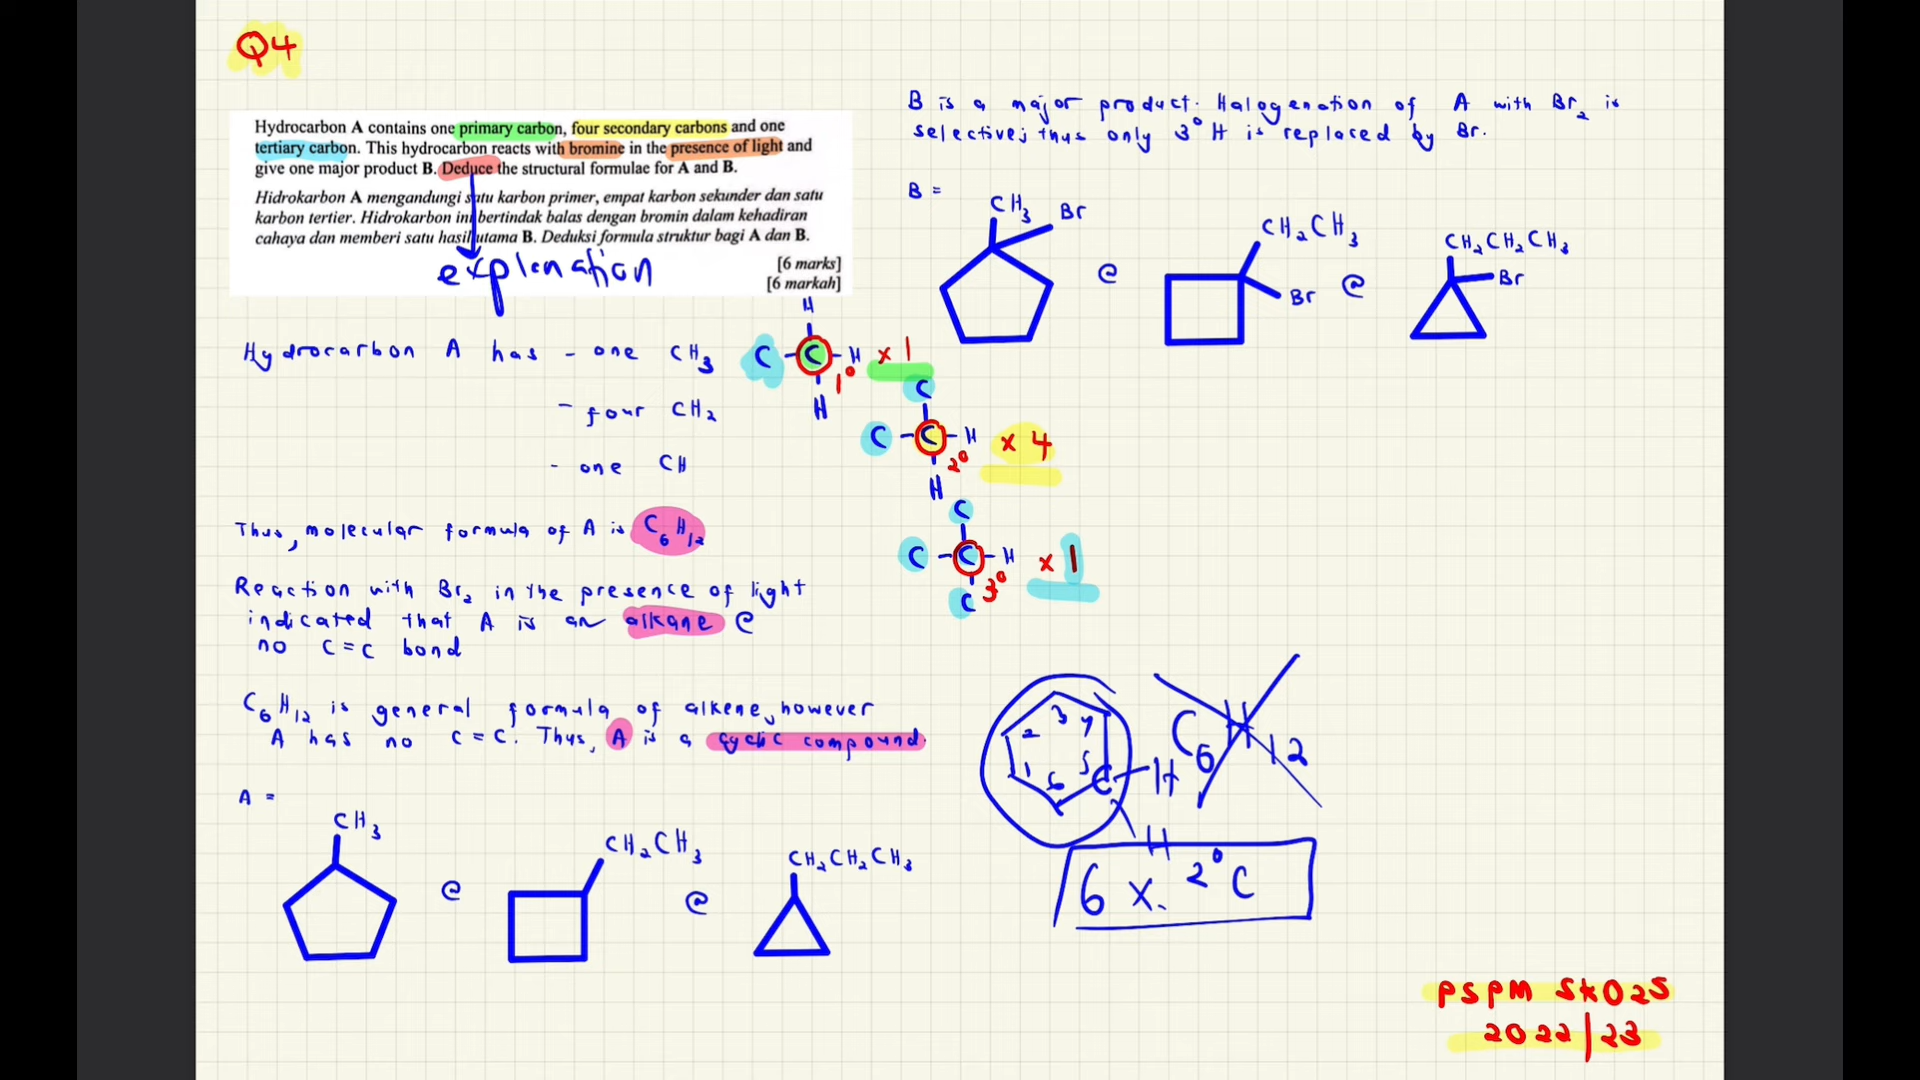 Q4
Hydrocarbon A contains one primary carbon, four secondary carbons and one
tertiary carbon. This hydrocarbon reacts with bromine in the presence of light and
give one major product B. Deduce the structural formulae for A and B.
Hidrokarbon A mengandungi satu karbon primer, empat karbon sekunder dan satu
karbon tertier. Hidrokarbon ini bertindak balas dengan bromin dalam kehadiran
cahaya dan memberi satu hasil utama B. Deduksi formula struktur bagi A dan B.
[6 marks]
[6 markah]
explanation
Hydrocarbon A has - one CH3
- four CH2
- one CH
H
C - C - H x 1
1°
H
C
C - C - H x 4
2°
H
C
C - C - H x 1
3°
C
Thus, molecular formula of A is C6H12
Reaction with Br2 in the presence of light
indicated that A is an alkane @
no C=C bond
C6H12 is general formula of alkene, however
A has no C=C. Thus, A is a cyclic compound.
A =
CH3
@
CH2CH3
@
CH2CH2CH3
B is a major product. Halogenation of A with Br2 is
selective; thus only 3° H is replaced by Br.
B =
CH3 Br
@
CH2CH3
Br
@
CH2CH2CH3
Br
1 2 3 4 5 6
C - H
H
C6H12
6 x 2° C
PSPM SK025
2022/23